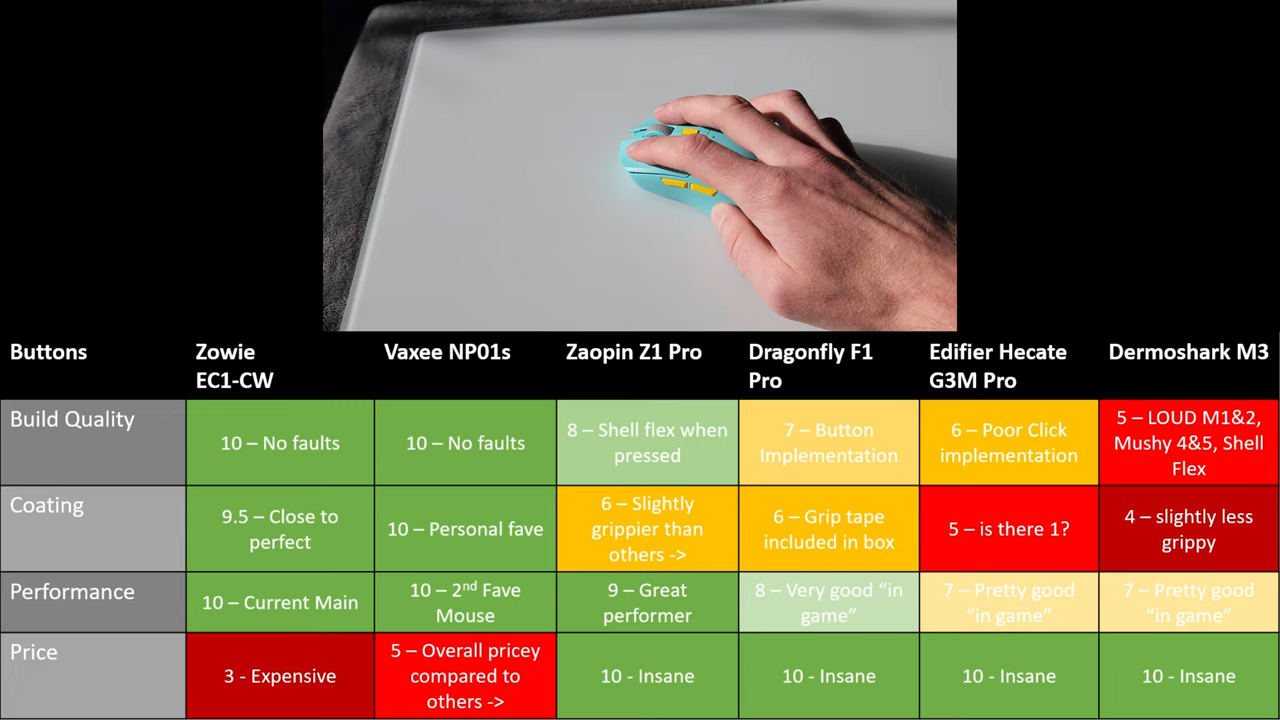 Buttons
Zowie
EC1-CW
Vaxee NP01s
Zaopin Z1 Pro
Dragonfly F1
Pro
Edifier Hecate
G3M Pro
Dermoshark M3
Build Quality
10 – No faults
10 – No faults
8 – Shell flex when
pressed
7 – Button
Implementation
6 – Poor Click
implementation
5 – LOUD M1&2,
Mushy 4&5, Shell
Flex
Coating
9.5 – Close to
perfect
10 – Personal fave
6 – Slightly
grippier than
others ->
6 – Grip tape
included in box
5 – is there 1?
4 – slightly less
grippy
Performance
10 – Current Main
10 – 2nd Fave
Mouse
9 – Great
performer
8 – Very good “in
game”
7 – Pretty good
“in game”
7 – Pretty good
“in game”
Price
3 - Expensive
5 – Overall pricey
compared to
others ->
10 - Insane
10 - Insane
10 - Insane
10 - Insane